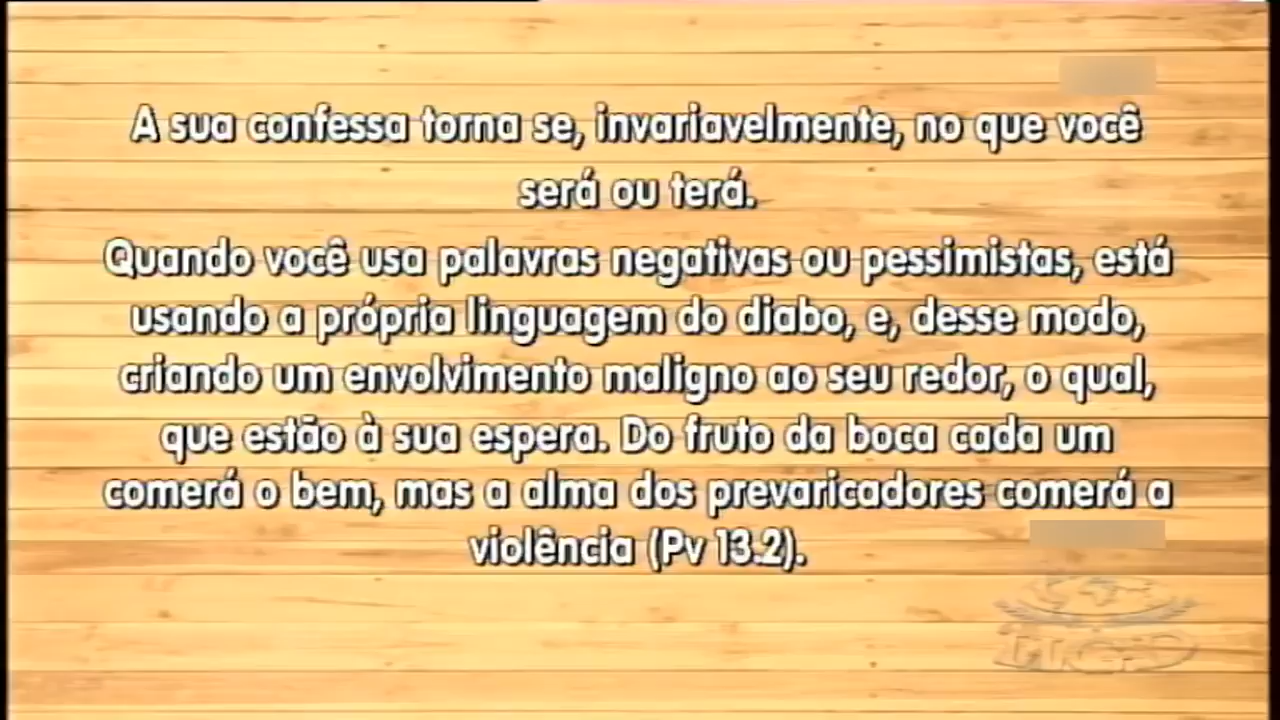 A sua confessa torna se, invariavelmente, no que você
será ou terá.
Quando você usa palavras negativas ou pessimistas, está
usando a própria linguagem do diabo, e, desse modo,
criando um envolvimento maligno ao seu redor, o qual,
que estão à sua espera. Do fruto da boca cada um
comerá o bem, mas a alma dos prevaricadores comerá a
violência (Pv 13.2).